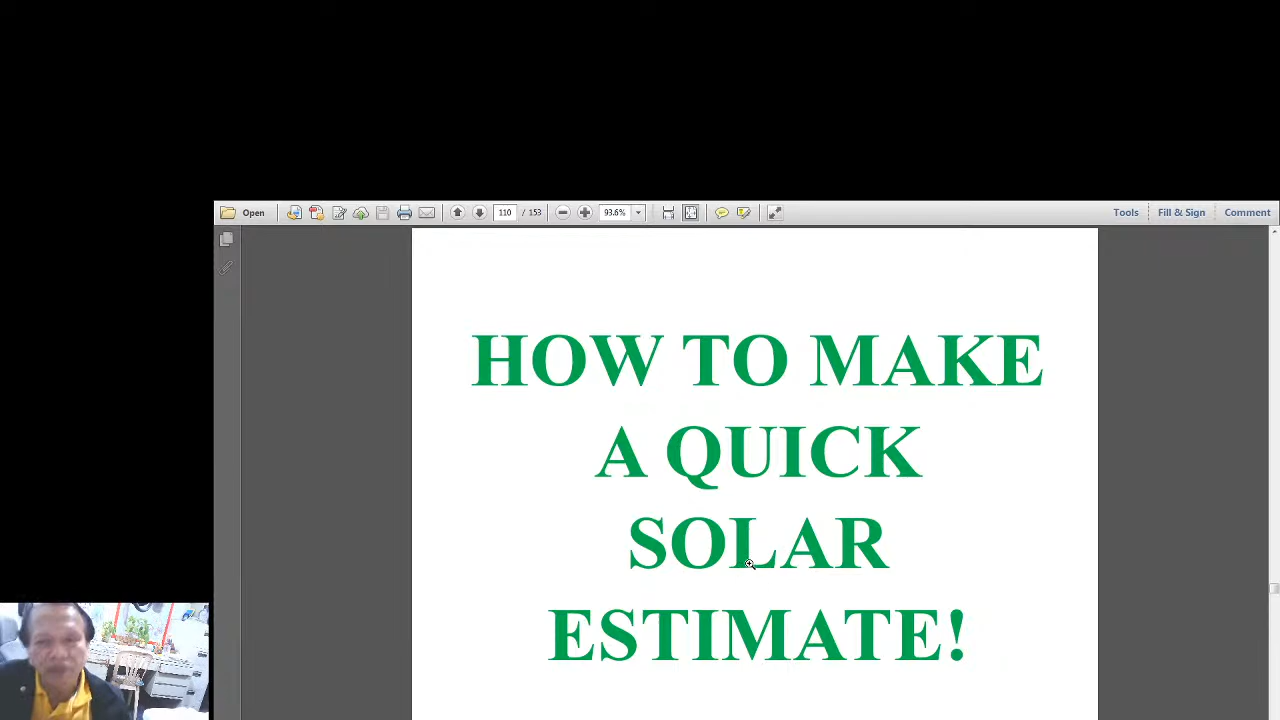 Open
110 / 153
93.6%
Tools
Fill & Sign
Comment
HOW TO MAKE
A QUICK
SOLAR
ESTIMATE!